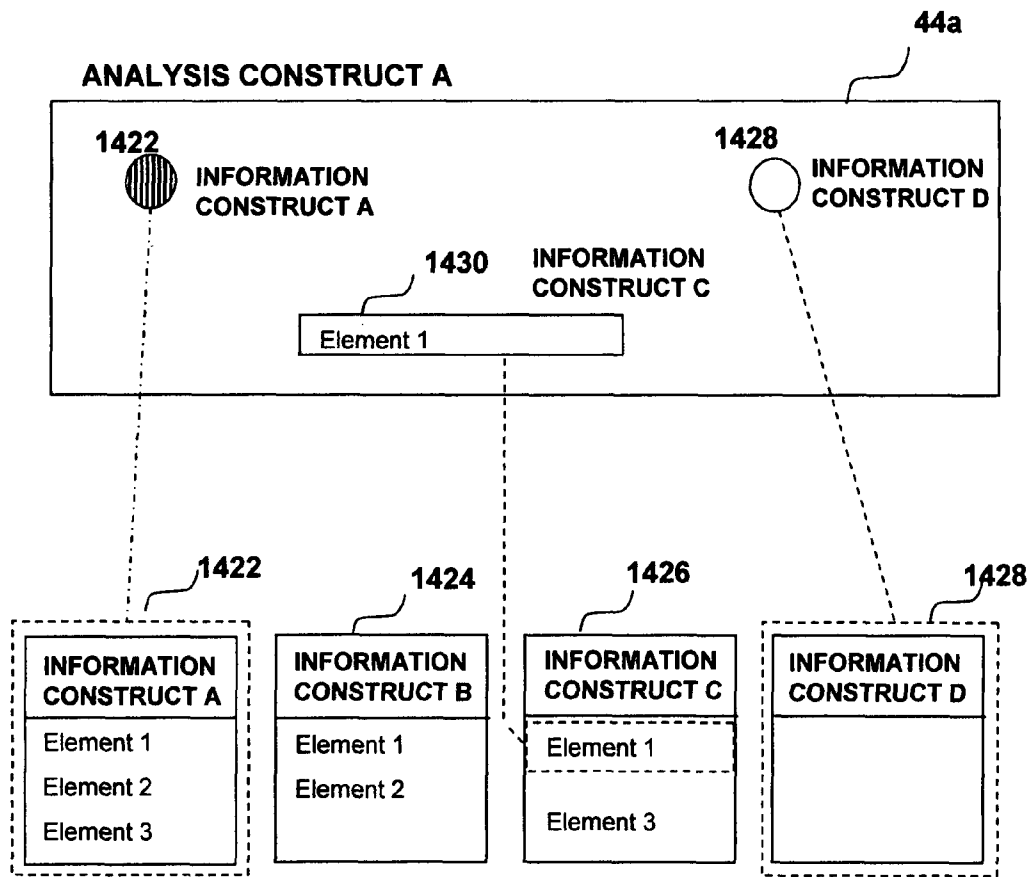 44a
ANALYSIS CONSTRUCT A
1422
INFORMATION
CONSTRUCT A
1428
INFORMATION
CONSTRUCT D
1430
INFORMATION
CONSTRUCT C
Element 1
1422
1424
1426
1428
INFORMATION
CONSTRUCT A
Element 1
Element 2
Element 3
INFORMATION
CONSTRUCT B
Element 1
Element 2
INFORMATION
CONSTRUCT C
Element 1
Element 3
INFORMATION
CONSTRUCT D